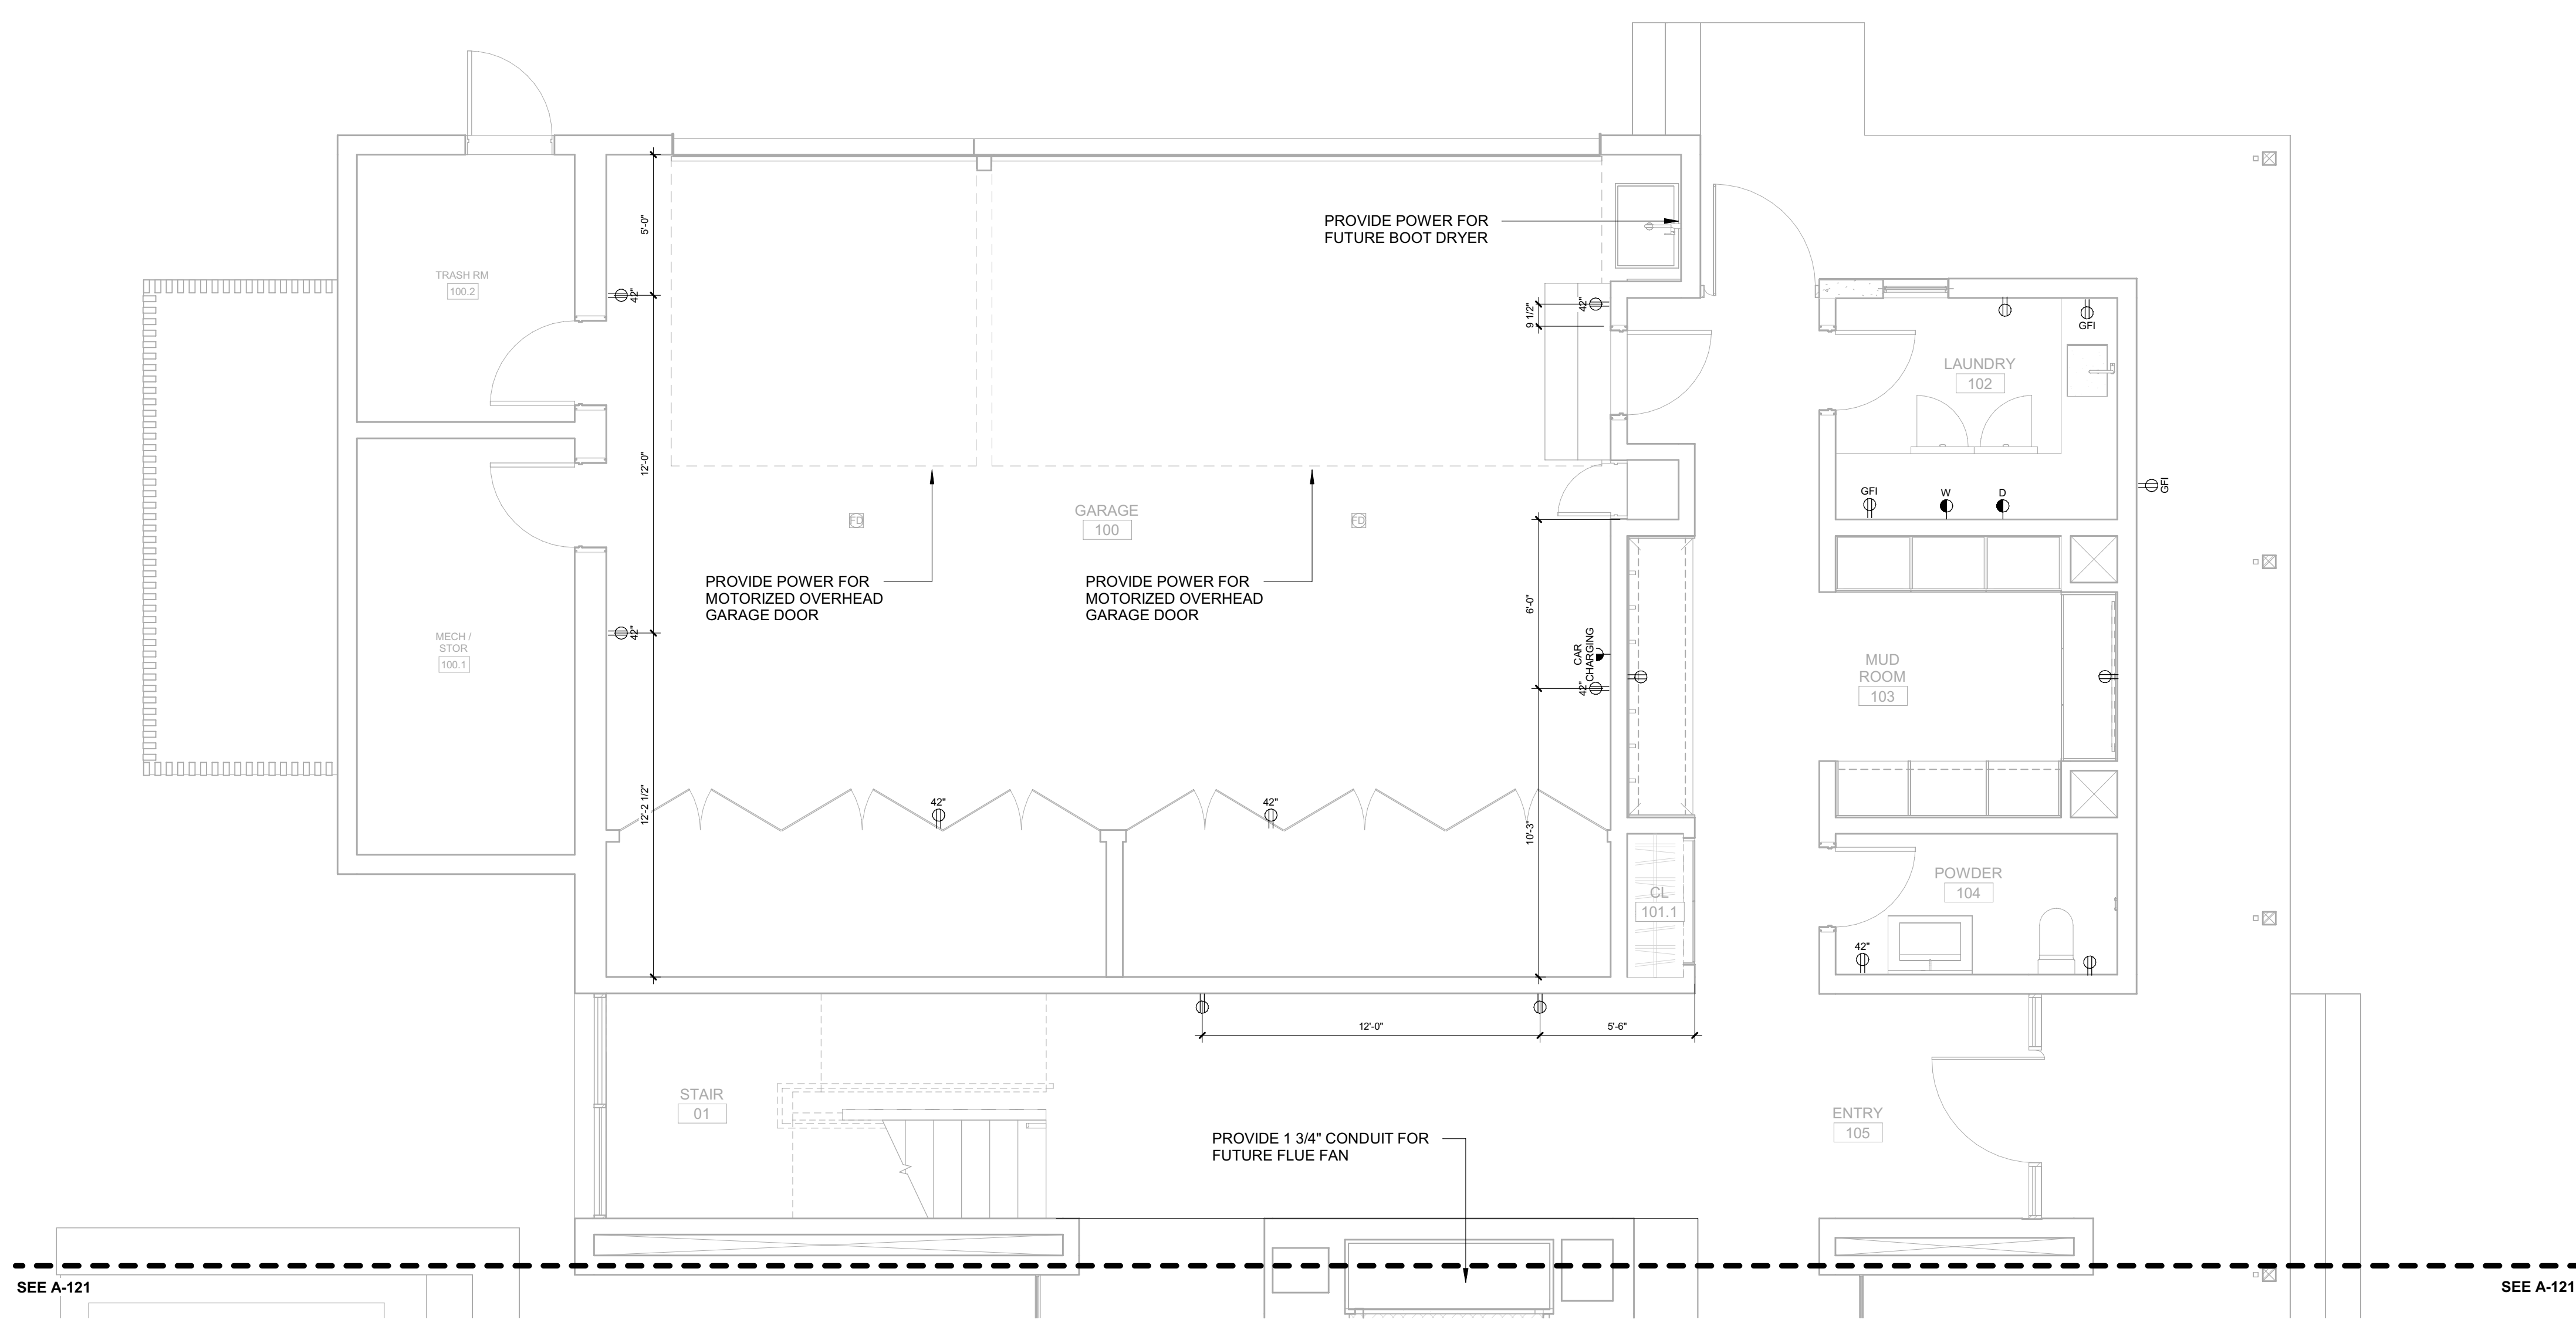 PROVIDE POWER FOR
FUTURE BOOT DRYER
5'-0"
42"
TRASH RM
100.2
42"
9 1/2"
GFI
LAUNDRY
102
12'-0"
GARAGE
100
FD
FD
GFI
W
D
GFI
PROVIDE POWER FOR
MOTORIZED OVERHEAD
GARAGE DOOR
PROVIDE POWER FOR
MOTORIZED OVERHEAD
GARAGE DOOR
6'-0"
42"
MECH /
STOR
100.1
CAR
CHARGING
42"
MUD
ROOM
103
12'-2 1/2"
42"
42"
10'-3"
CL
101.1
POWDER
104
42"
12'-0"
5'-6"
STAIR
01
ENTRY
105
PROVIDE 1 3/4" CONDUIT FOR
FUTURE FLUE FAN
SEE A-121
SEE A-121